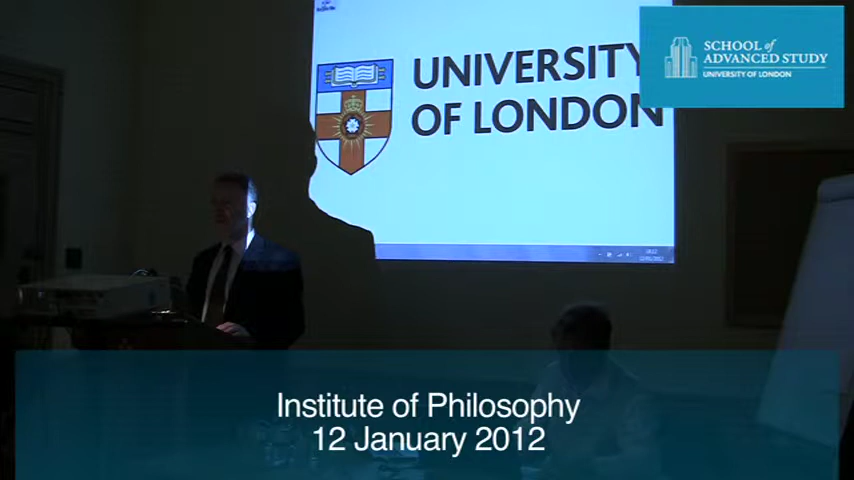 UNIVERSITY
OF LONDON
SCHOOL of
ADVANCED STUDY
UNIVERSITY OF LONDON
Institute of Philosophy
12 January 2012